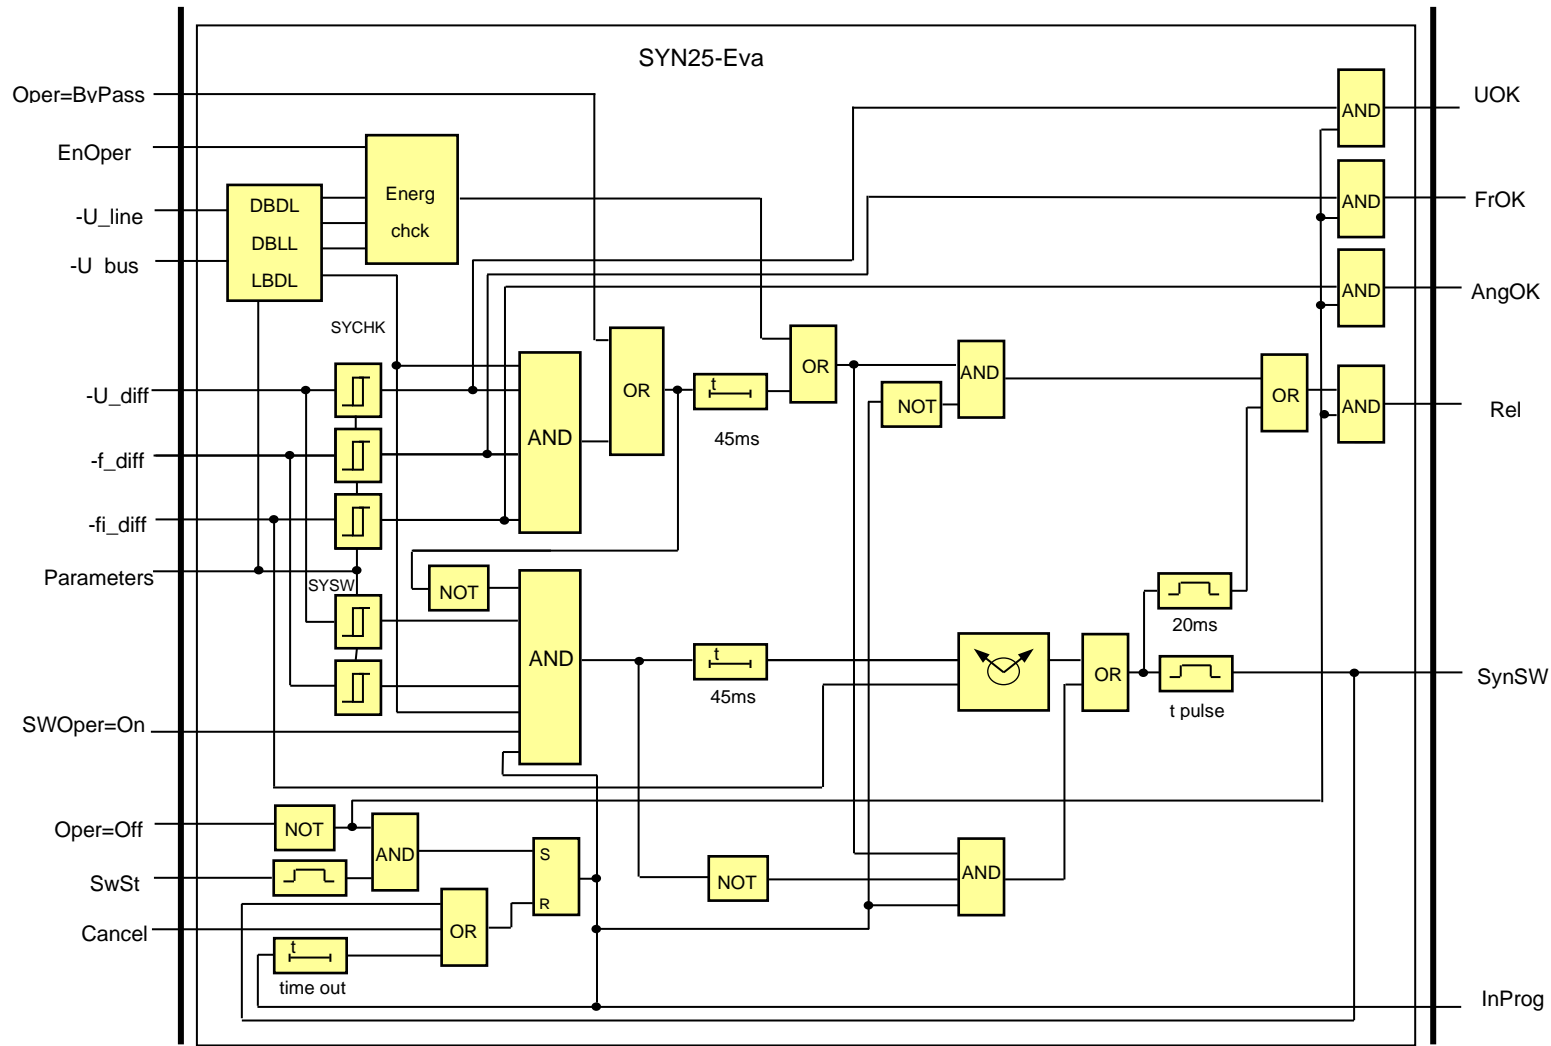 SYN25-Eva
Oper=ByPass
EnOper
-U_line
-U bus
-U_diff
-f_diff
-fi_diff
Parameters
SWOper=On
Oper=Off
SwSt
Cancel
DBDL
DBLL
LBDL
Energ
chck
SYCHK
SYSW
AND
OR
t
45ms
OR
NOT
AND
OR
NOT
AND
t
45ms
OR
20ms
t pulse
NOT
AND
S
R
OR
t
time out
NOT
AND
AND
AND
AND
AND
UOK
FrOK
AngOK
Rel
SynSW
InProg